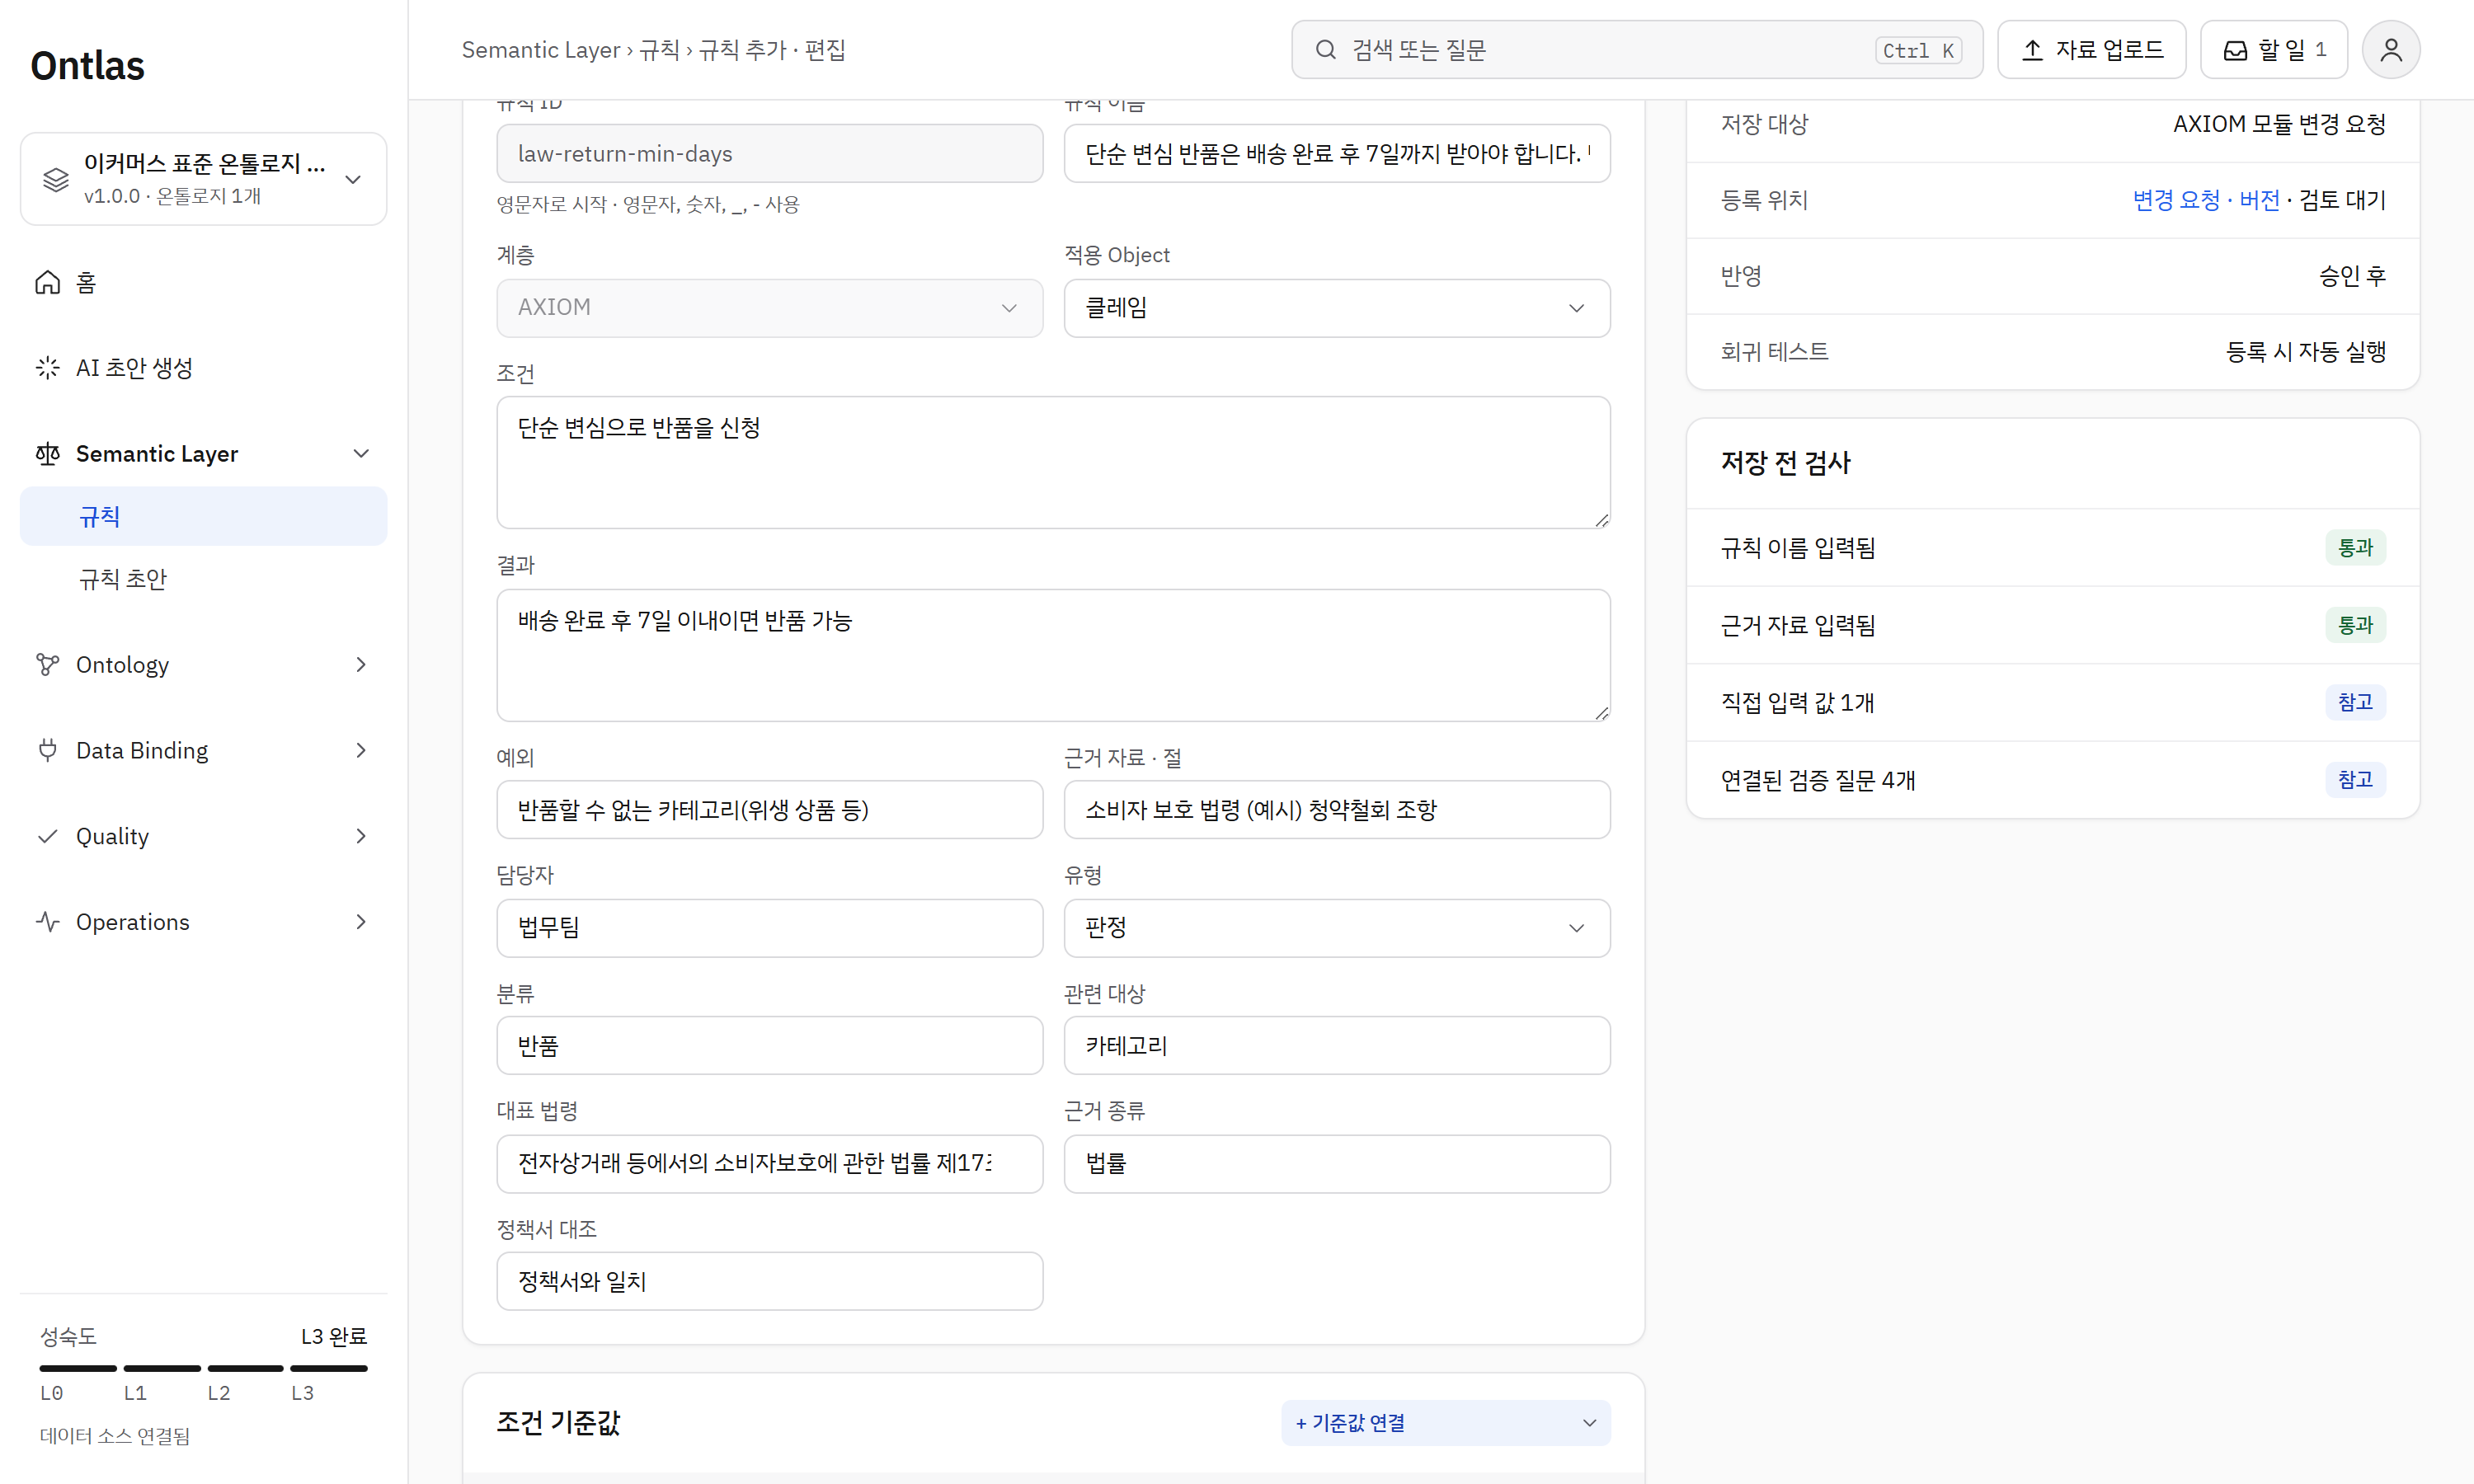 Ontlas
이커머스 표준 온톨로지 ...
v1.0.0 · 온톨로지 1개
홈
AI 초안 생성
Semantic Layer
규칙
규칙 초안
Ontology
Data Binding
Quality
Operations
성숙도
L3 완료
L0 L1 L2 L3
데이터 소스 연결됨
Semantic Layer › 규칙 › 규칙 추가 · 편집
검색 또는 질문
Ctrl K
자료 업로드
할 일 1
규칙 ID
law-return-min-days
영문자로 시작 · 영문자, 숫자, _, - 사용
규칙 이름
단순 변심 반품은 배송 완료 후 7일까지 받아야 합니다.
계층
AXIOM
적용 Object
클레임
조건
단순 변심으로 반품을 신청
결과
배송 완료 후 7일 이내이면 반품 가능
예외
반품할 수 없는 카테고리(위생 상품 등)
근거 자료 · 절
소비자 보호 법령 (예시) 청약철회 조항
담당자
법무팀
유형
판정
분류
반품
관련 대상
카테고리
대표 법령
전자상거래 등에서의 소비자보호에 관한 법률 제17
근거 종류
법률
정책서 대조
정책서와 일치
조건 기준값
+ 기준값 연결
저장 대상
AXIOM 모듈 변경 요청
등록 위치
변경 요청 · 버전 · 검토 대기
반영
승인 후
회귀 테스트
등록 시 자동 실행
저장 전 검사
규칙 이름 입력됨
통과
근거 자료 입력됨
통과
직접 입력 값 1개
참고
연결된 검증 질문 4개
참고